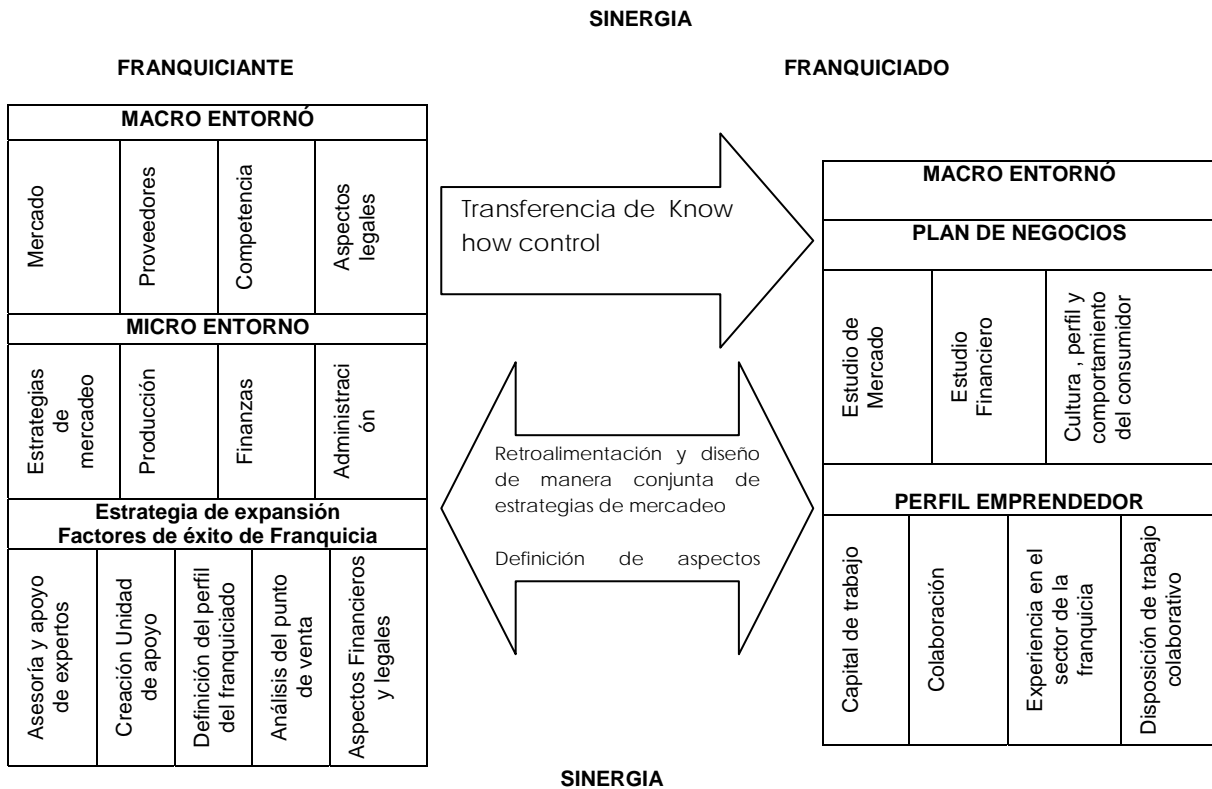 SINERGIA
FRANQUICIANTE
FRANQUICIADO
MACRO ENTORNÓ
Mercado
Proveedores
Competencia
Aspectos
legales
MICRO ENTORNO
Estrategias
de
mercadeo
Producción
Finanzas
Administraci
ón
Estrategia de expansión
Factores de éxito de Franquicia
Asesoría y apoyo
de expertos
Creación Unidad
de apoyo
Definición del perfil
del franquiciado
Análisis del punto
de venta
Aspectos Financieros
y legales
Transferencia de Know
how control
Retroalimentación y diseño
de manera conjunta de
estrategias de mercadeo
Definición de aspectos
MACRO ENTORNÓ
PLAN DE NEGOCIOS
Estudio de
Mercado
Estudio
Financiero
Cultura , perfil y
comportamiento
del consumidor
PERFIL EMPRENDEDOR
Capital de trabajo
Colaboración
Experiencia en el
sector de la
franquicia
Disposición de trabajo
colaborativo
SINERGIA